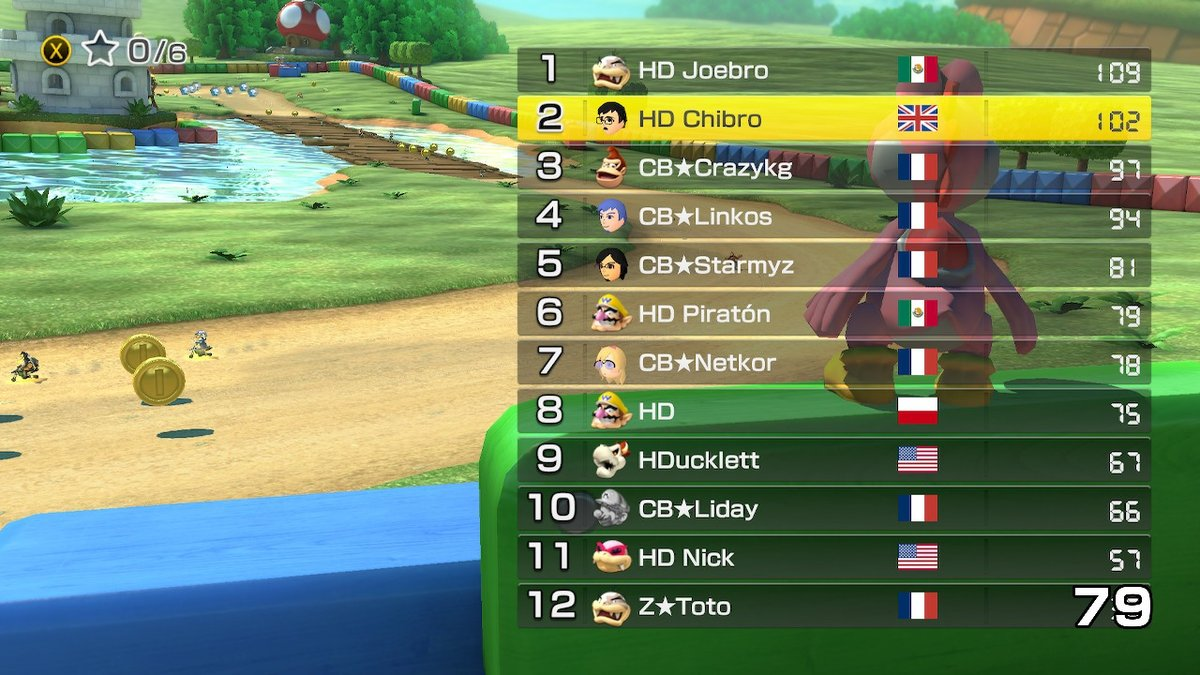 X 0/6
1 HD Joebro 109
2 HD Chibro 102
3 CB★Crazykg 97
4 CB★Linkos 94
5 CB★Starmyz 81
6 HD Piratón 79
7 CB★Netkor 78
8 HD 75
9 HDucklett 67
10 CB★Liday 66
11 HD Nick 57
12 Z★Toto
79